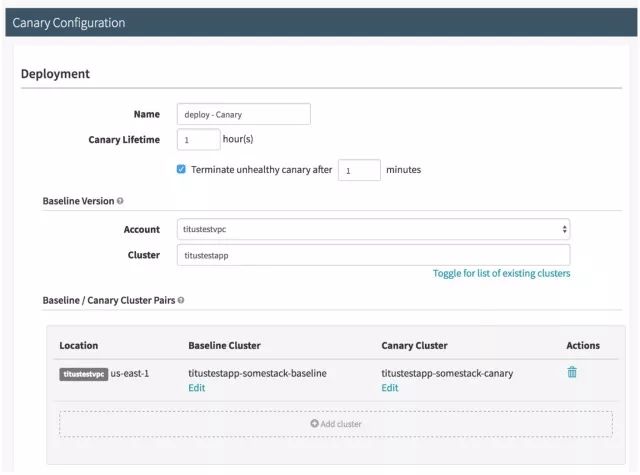 Canary Configuration
Deployment
Name deploy - Canary
Canary Lifetime 1 hour(s)
Terminate unhealthy canary after 1 minutes
Baseline Version
Account titustestvpc
Cluster titustestapp
Toggle for list of existing clusters
Baseline / Canary Cluster Pairs
Location Baseline Cluster Canary Cluster Actions
titustestvpc us-east-1 titustestapp-somestack-baseline titustestapp-somestack-canary
Edit Edit
Add cluster